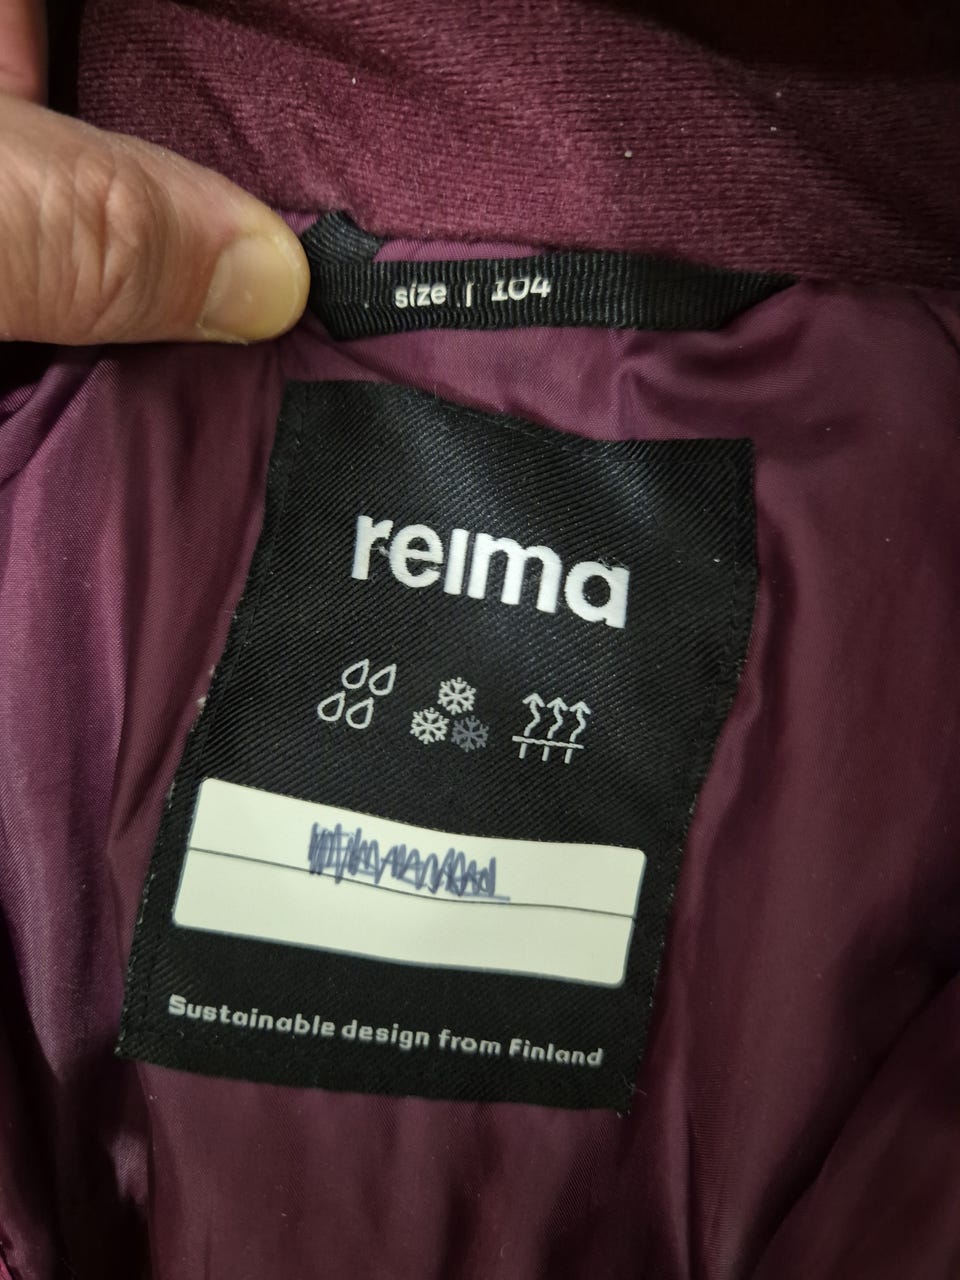 size | 104
reima
Sustainable design from Finland